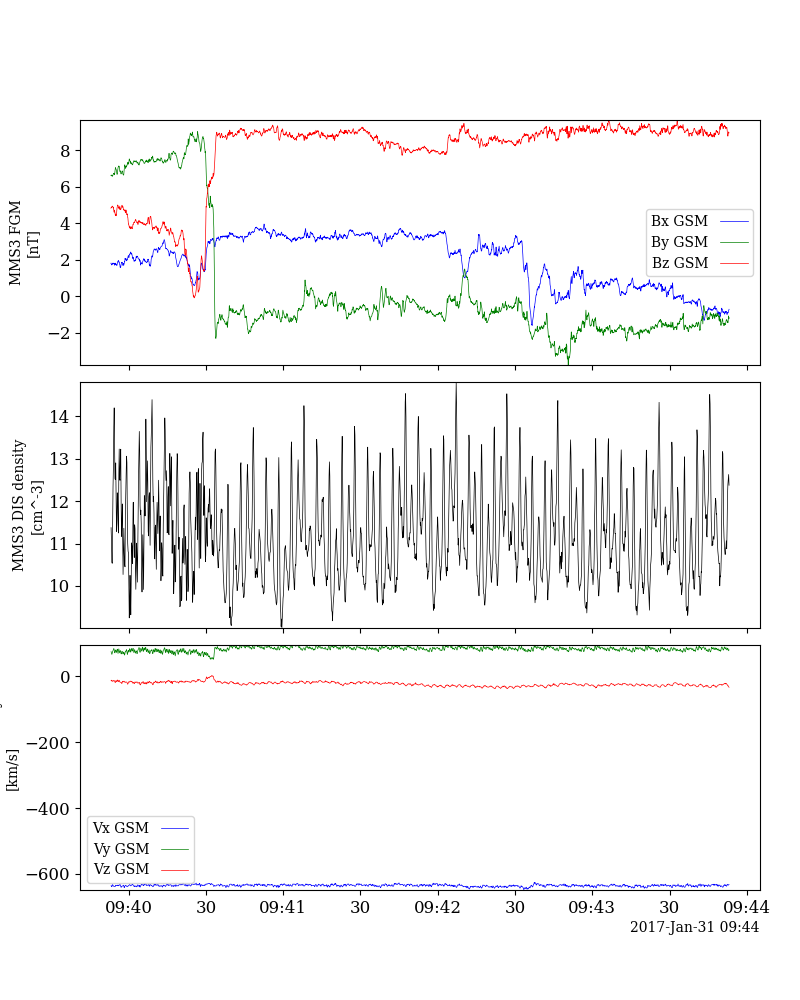 MMS3 FGM
[nT]
8
6
4
2
0
−2
Bx GSM
By GSM
Bz GSM
MMS3 DIS density
[cm^-3]
14
13
12
11
10
[km/s]
0
−200
−400
−600
Vx GSM
Vy GSM
Vz GSM
09:40 30 09:41 30 09:42 30 09:43 30 09:44
2017-Jan-31 09:44